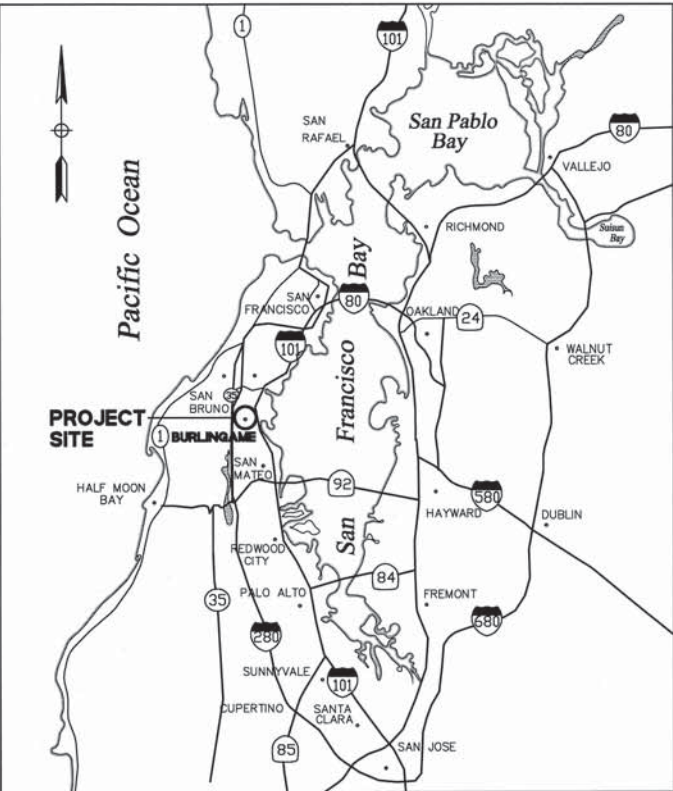 1
101
SAN
RAFAEL
San Pablo
Bay
80
VALLEJO
Pacific Ocean
RICHMOND
Suisun
Bay
SAN
FRANCISCO
San Francisco Bay
80
OAKLAND
24
101
WALNUT
CREEK
SAN
BRUNO
35
PROJECT
SITE
1
BURLINGAME
SAN
MATEO
HALF MOON
BAY
92
580
HAYWARD
DUBLIN
REDWOOD
CITY
84
35
PALO ALTO
FREMONT
280
680
SUNNYVALE
101
CUPERTINO
SANTA
CLARA
85
SAN JOSE